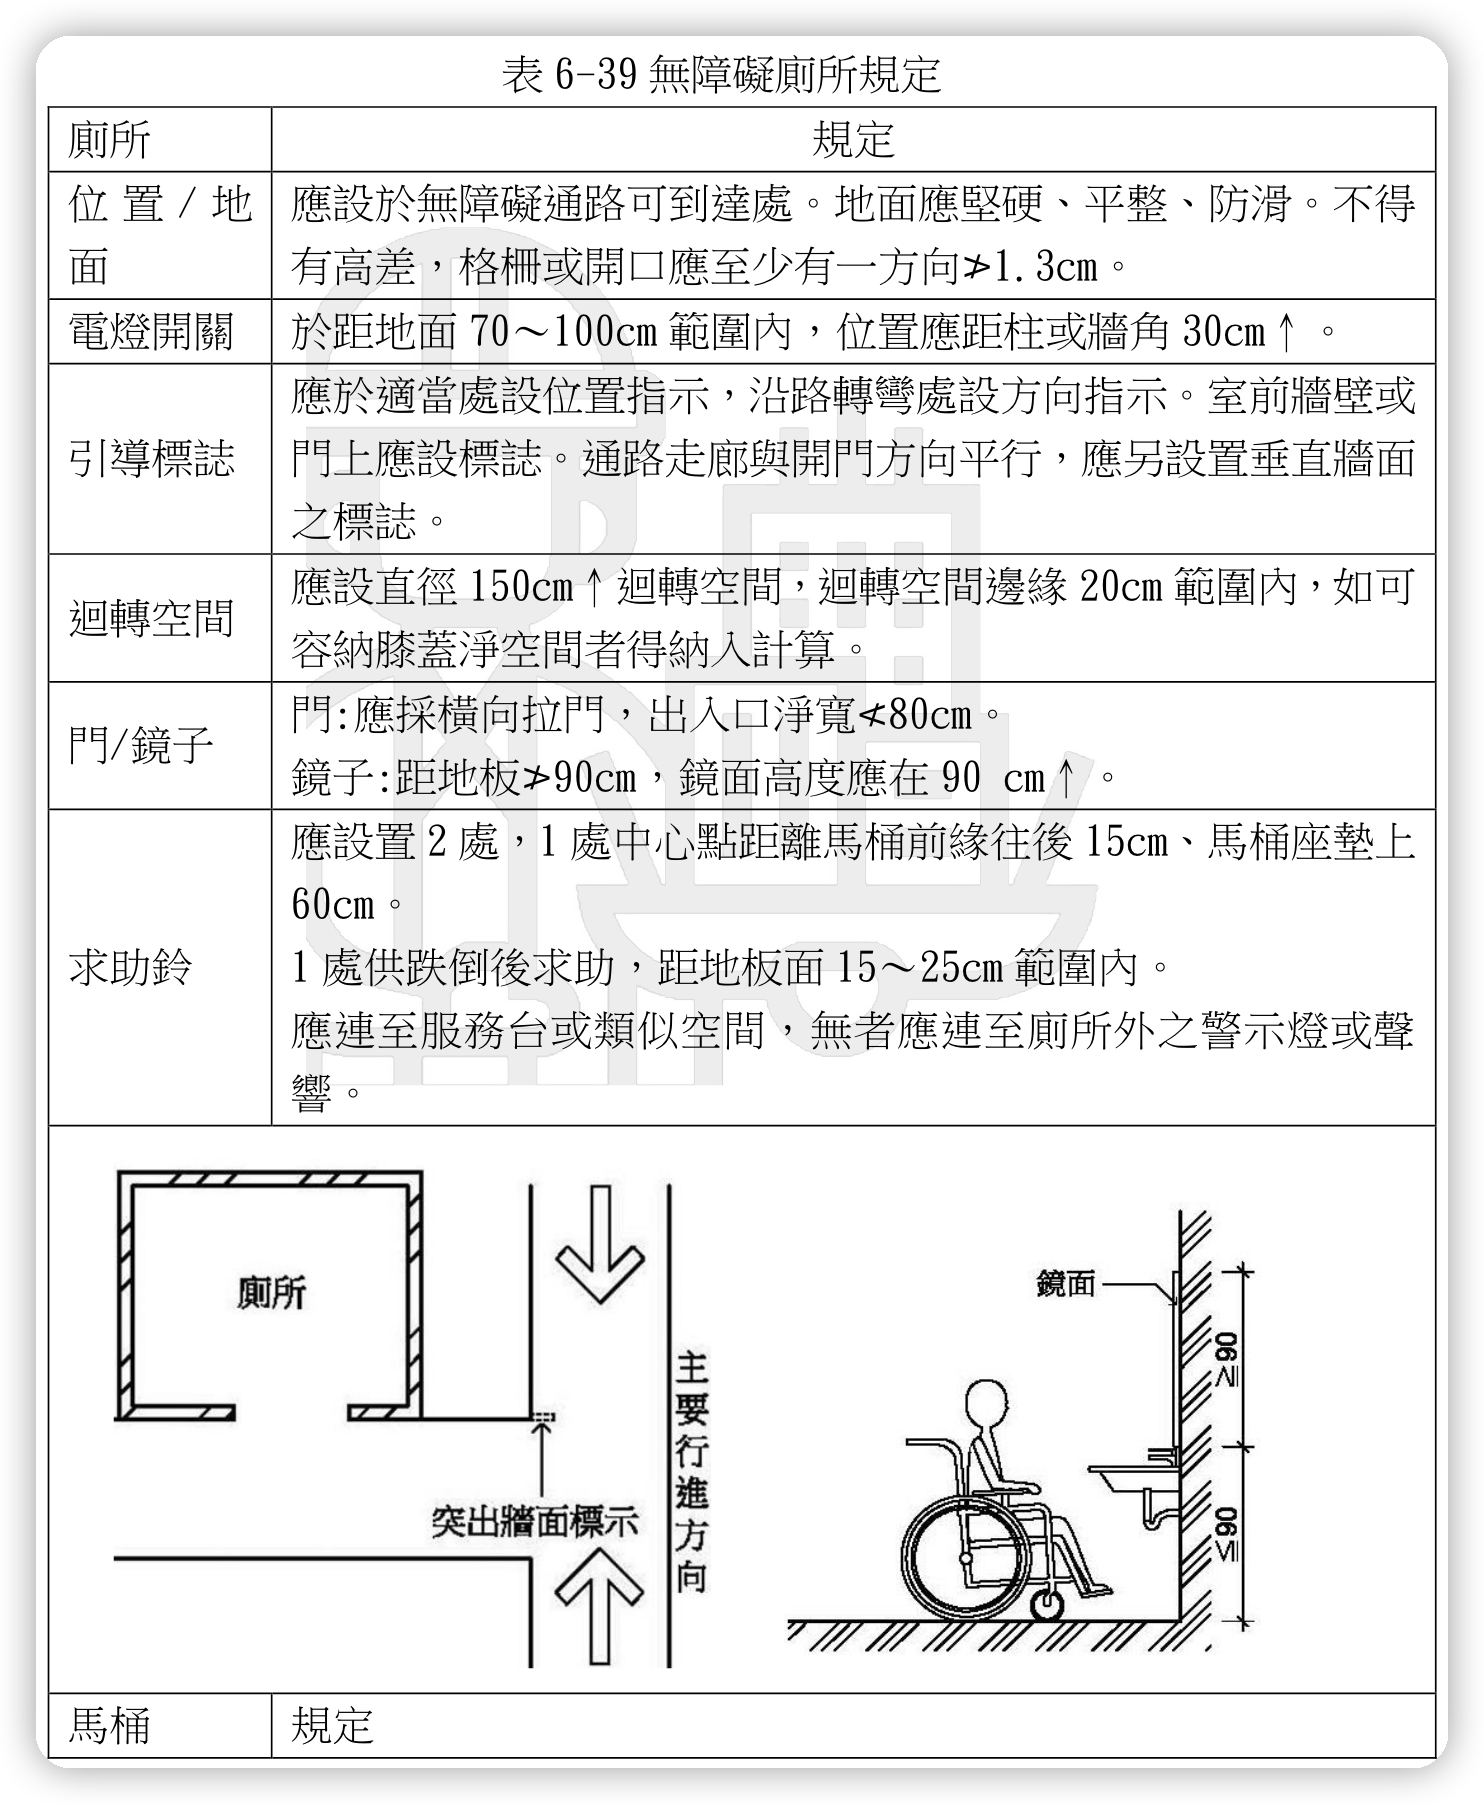 表 6-39 無障礙廁所規定
廁所
規定
位置/地
面
應設於無障礙通路可到達處。地面應堅硬、平整、防滑。不得
有高差，格柵或開口應至少有一方向≯1.3cm。
電燈開關
於距地面 70～100cm 範圍內，位置應距柱或牆角 30cm↑。
引導標誌
應於適當處設位置指示，沿路轉彎處設方向指示。室前牆壁或
門上應設標誌。通路走廊與開門方向平行，應另設置垂直牆面
之標誌。
迴轉空間
應設直徑 150cm↑迴轉空間，迴轉空間邊緣 20cm 範圍內，如可
容納膝蓋淨空間者得納入計算。
門/鏡子
門:應採橫向拉門，出入口淨寬≮80cm。
鏡子:距地板≯90cm，鏡面高度應在 90 cm↑。
求助鈴
應設置 2 處，1 處中心點距離馬桶前緣往後 15cm、馬桶座墊上
60cm。
1 處供跌倒後求助，距地板面 15～25cm 範圍內。
應連至服務台或類似空間，無者應連至廁所外之警示燈或聲
響。
廁所
突出牆面標示
主要行進方向
鏡面
≥90
≤90
馬桶
規定